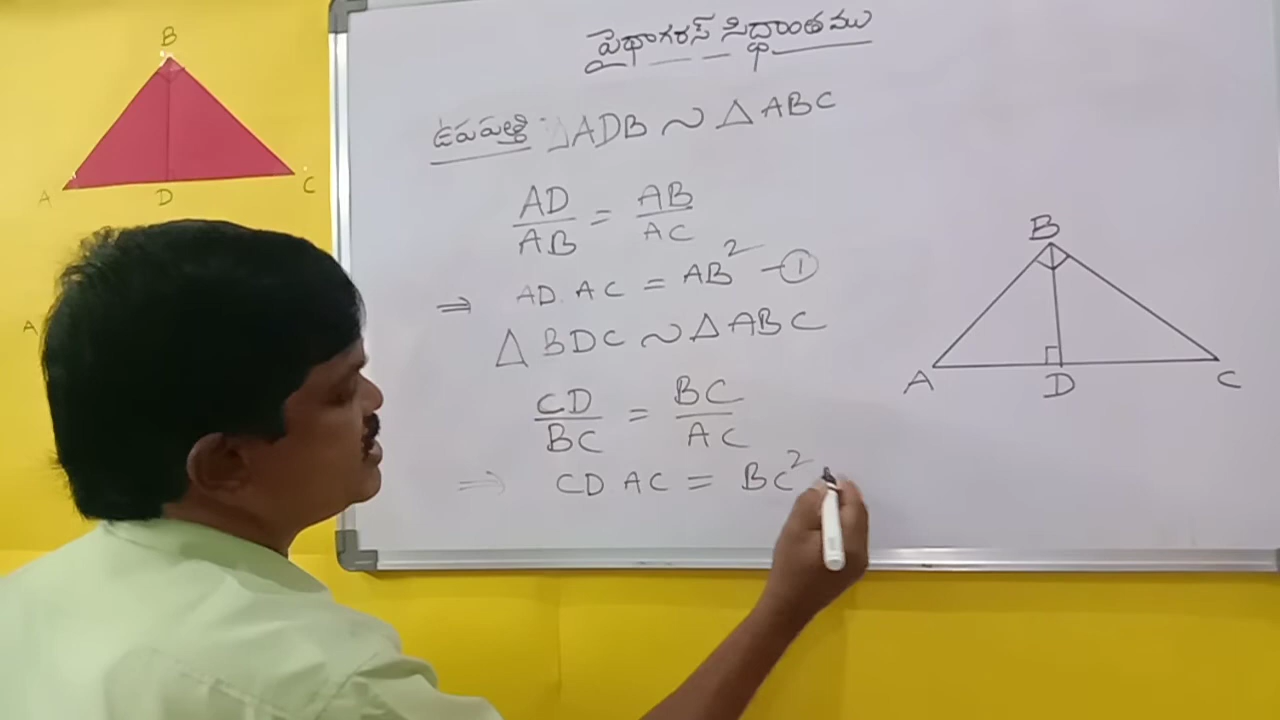 పైథాగరస్ సిద్ధాంతము
ఉపపత్తి : △ADB ~ △ABC
AD/AB = AB/AC
⇒ AD. AC = AB² —①
△BDC ~ △ABC
CD/BC = BC/AC
⇒ CD AC = BC²
B
A
D
C
A
B
A
D
C